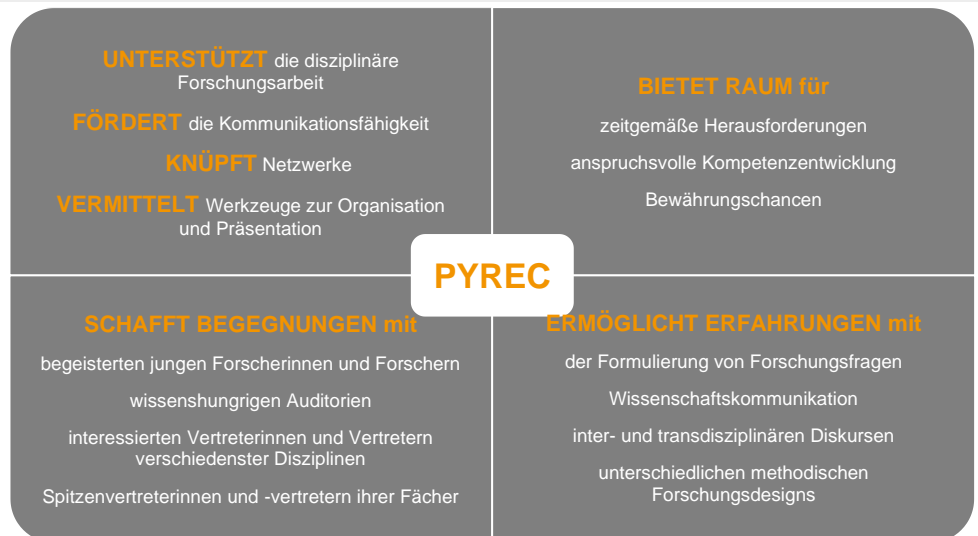 UNTERSTÜTZT die disziplinäre
Forschungsarbeit
FÖRDERT die Kommunikationsfähigkeit
KNÜPFT Netzwerke
VERMITTELT Werkzeuge zur Organisation
und Präsentation
BIETET RAUM für
zeitgemäße Herausforderungen
anspruchsvolle Kompetenzentwicklung
Bewährungschancen
PYREC
SCHAFFT BEGEGNUNGEN mit
begeisterten jungen Forscherinnen und Forschern
wissenshungrigen Auditorien
interessierten Vertreterinnen und Vertretern
verschiedenster Disziplinen
Spitzenvertreterinnen und -vertretern ihrer Fächer
ERMÖGLICHT ERFAHRUNGEN mit
der Formulierung von Forschungsfragen
Wissenschaftskommunikation
inter- und transdisziplinären Diskursen
unterschiedlichen methodischen
Forschungsdesigns